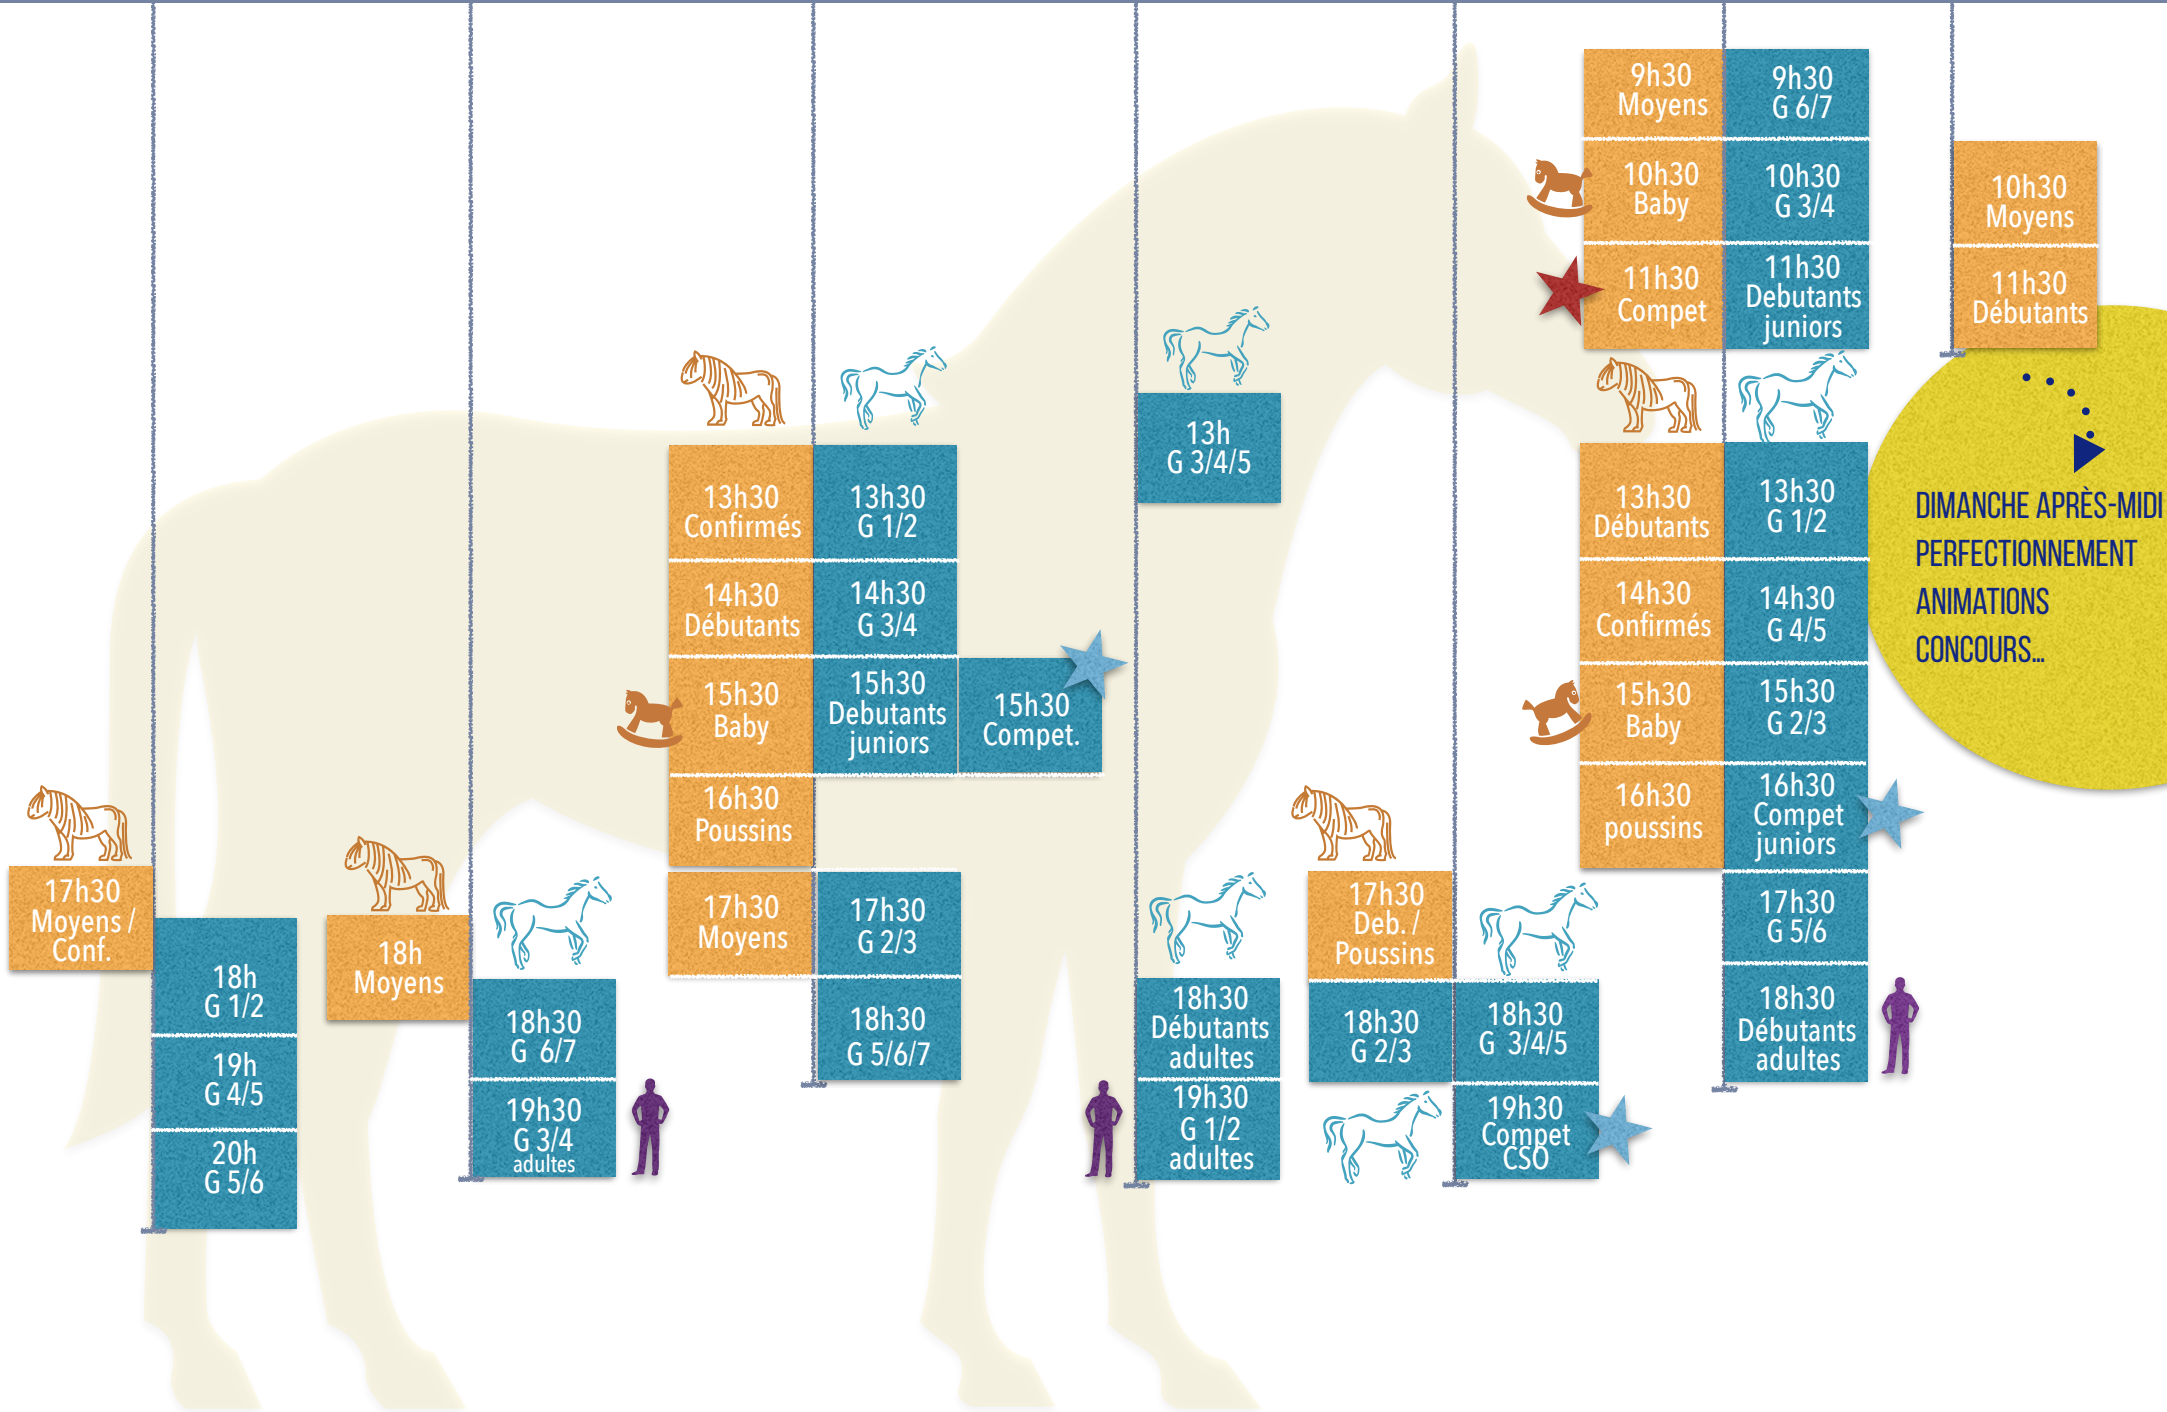 17h30
Moyens /
Conf.
18h
G 1/2
19h
G 4/5
20h
G 5/6
18h
Moyens
18h30
G 6/7
19h30
G 3/4
adultes
13h30
Confirmés
14h30
Débutants
15h30
Baby
16h30
Poussins
17h30
Moyens
13h30
G 1/2
14h30
G 3/4
15h30
Debutants
juniors
15h30
Compet.
17h30
G 2/3
18h30
G 5/6/7
13h
G 3/4/5
18h30
Débutants
adultes
19h30
G 1/2
adultes
17h30
Deb. /
Poussins
18h30
G 2/3
18h30
G 3/4/5
19h30
Compet
CSO
9h30
Moyens
10h30
Baby
11h30
Compet
9h30
G 6/7
10h30
G 3/4
11h30
Debutants
juniors
13h30
Débutants
14h30
Confirmés
15h30
Baby
16h30
poussins
13h30
G 1/2
14h30
G 4/5
15h30
G 2/3
16h30
Compet
juniors
17h30
G 5/6
18h30
Débutants
adultes
10h30
Moyens
11h30
Débutants
DIMANCHE APRÈS-MIDI
PERFECTIONNEMENT
ANIMATIONS
CONCOURS...